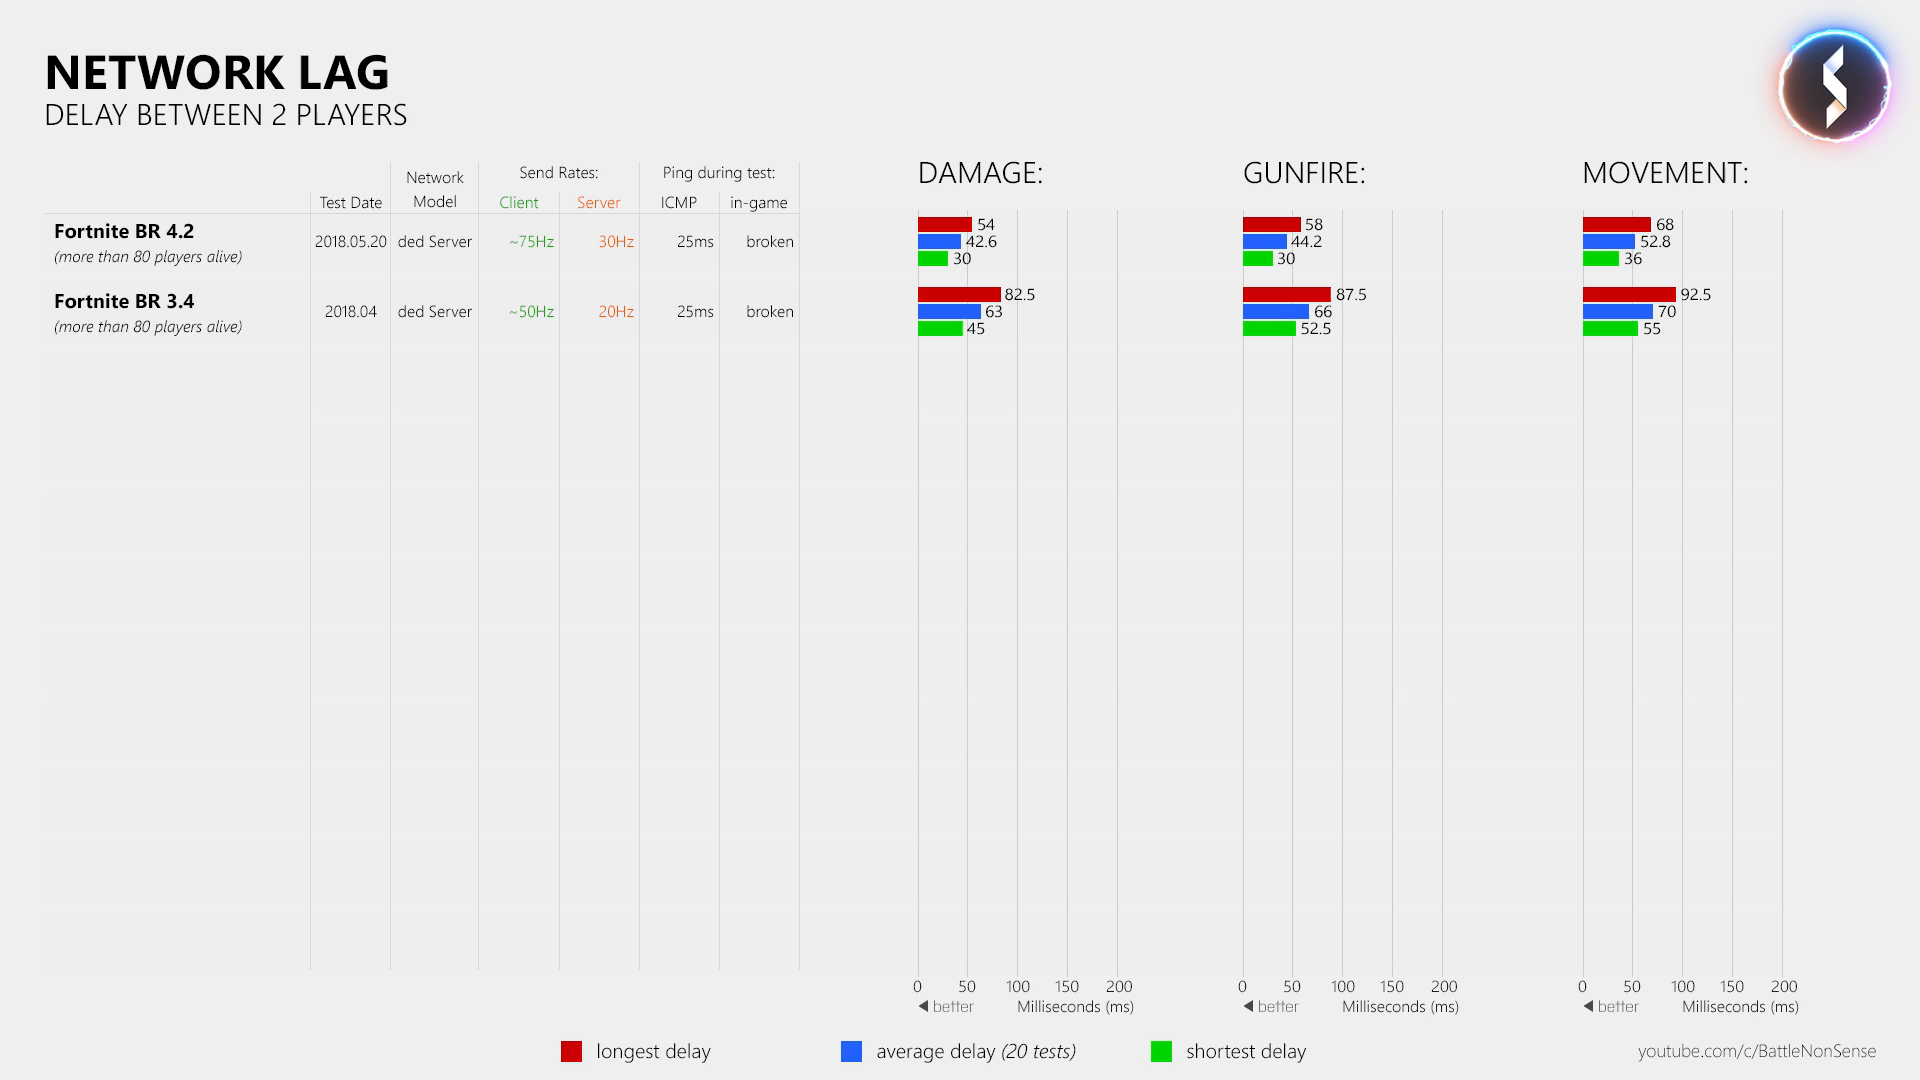 NETWORK LAG
DELAY BETWEEN 2 PLAYERS
Test Date
Network
Model
Send Rates:
Client Server
Ping during test:
ICMP in-game
DAMAGE:
GUNFIRE:
MOVEMENT:
Fortnite BR 4.2
(more than 80 players alive)
2018.05.20 ded Server ~75Hz 30Hz 25ms broken
54
42.6
30
58
44.2
30
68
52.8
36
Fortnite BR 3.4
(more than 80 players alive)
2018.04 ded Server ~50Hz 20Hz 25ms broken
82.5
63
45
87.5
66
52.5
92.5
70
55
0 50 100 150 200
better Milliseconds (ms)
0 50 100 150 200
better Milliseconds (ms)
0 50 100 150 200
better Milliseconds (ms)
longest delay
average delay (20 tests)
shortest delay
youtube.com/c/BattleNonSense